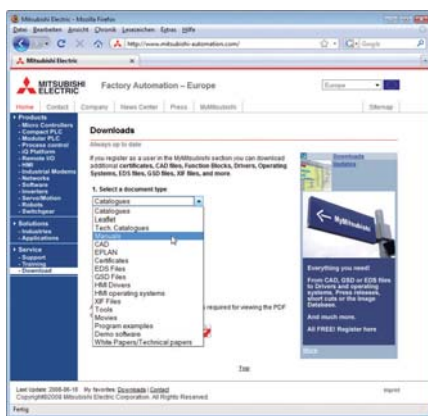 Mitsubishi Electric - Mozilla Firefox
Datei Bearbeiten Ansicht Chronik Lesezeichen Extras Hilfe
http://www.mitsubishi-automation.com/
Google
Mitsubishi Electric
MITSUBISHI ELECTRIC
Factory Automation – Europe
Europe
Home Contact Company News Center Press MyMitsubishi Sitemap
Products
- Micro Controllers
- Compact PLC
- Modular PLC
- Process control
- iQ Platform
- Remote I/O
- HMI
- Industrial Modems
- Networks
- Software
- Inverters
- Servo/Motion
- Robots
- Switchgear
Solutions
- Industries
- Applications
Service
- Support
- Training
- Download
Downloads
Always up to date
If you register as a user in the MyMitsubishi section you can download
additional certificates, CAD files, Function Blocks, Drivers, Operating
Systems, EDS files, GSD files, XIF files, and more.
1. Select a document type
Catalogues
Catalogues
Leaflet
Tech. Catalogues
Manuals
CAD
EPLAN
Certificates
EDS Files
GSD Files
HMI Drivers
HMI operating systems
XIF Files
Tools
Movies
Program examples
Demo software
White Papers/Technical papers
is required for viewing the PDF
Top
Downloads
Updates
MyMitsubishi
Everything you need!
From CAD, GSD or EDS files
to Drivers and operating
systems, Press releases,
short cuts or the Image
Database.
And much more.
All FREE! Register here
More
Last Update: 2008-06-16 My favorites: Downloads | Contact
Imprint
Copyright©2008 Mitsubishi Electric Corporation. All Rights Reserved.
Fertig